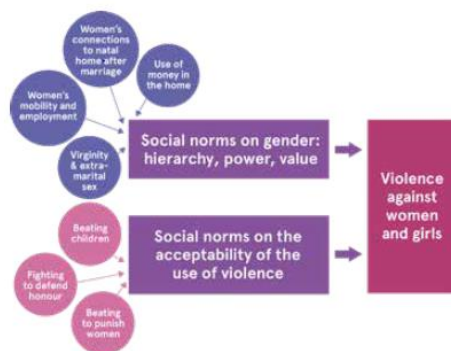 Women's
connections
to natal
home after
marriage
Use of
money in
the home
Women's
mobility and
employment
Virginity
& extra-
marital
sex
Social norms on gender:
hierarchy, power, value
Violence
against
women
and girls
Beating
children
Social norms on the
acceptability of the
use of violence
Fighting
to defend
honour
Beating
to punish
women